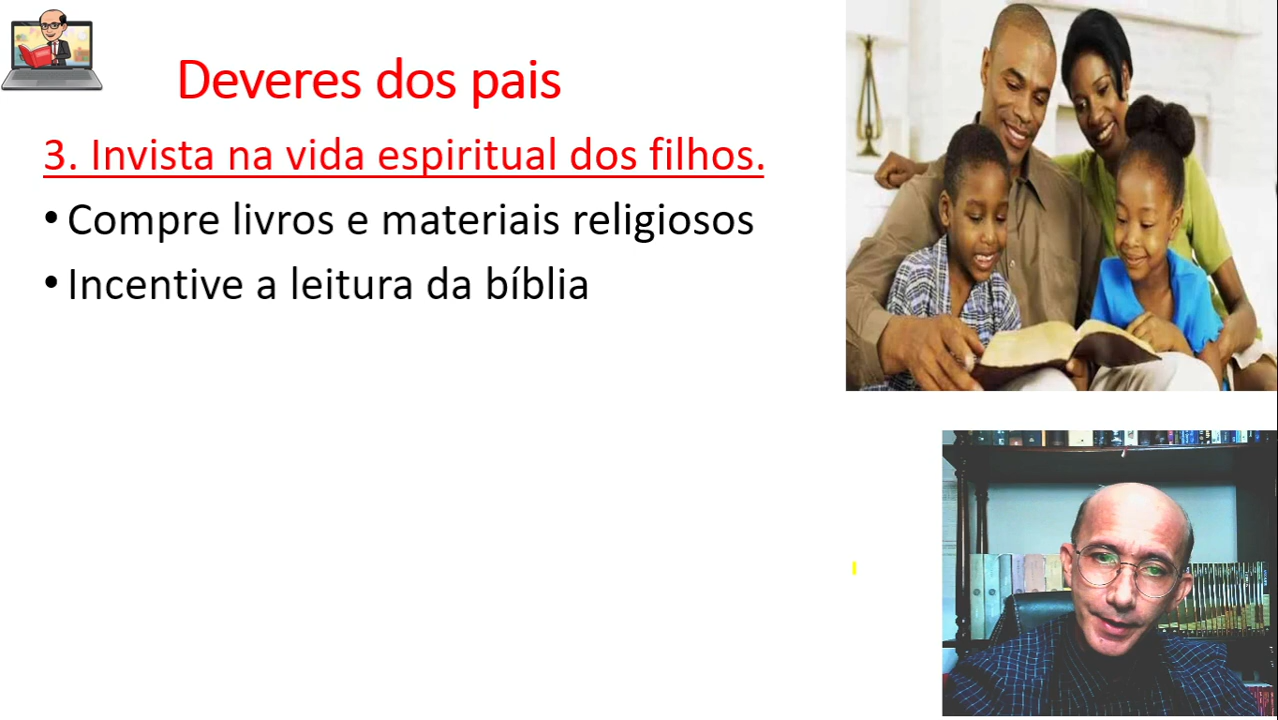 Deveres dos pais
3. Invista na vida espiritual dos filhos.
• Compre livros e materiais religiosos
• Incentive a leitura da bíblia